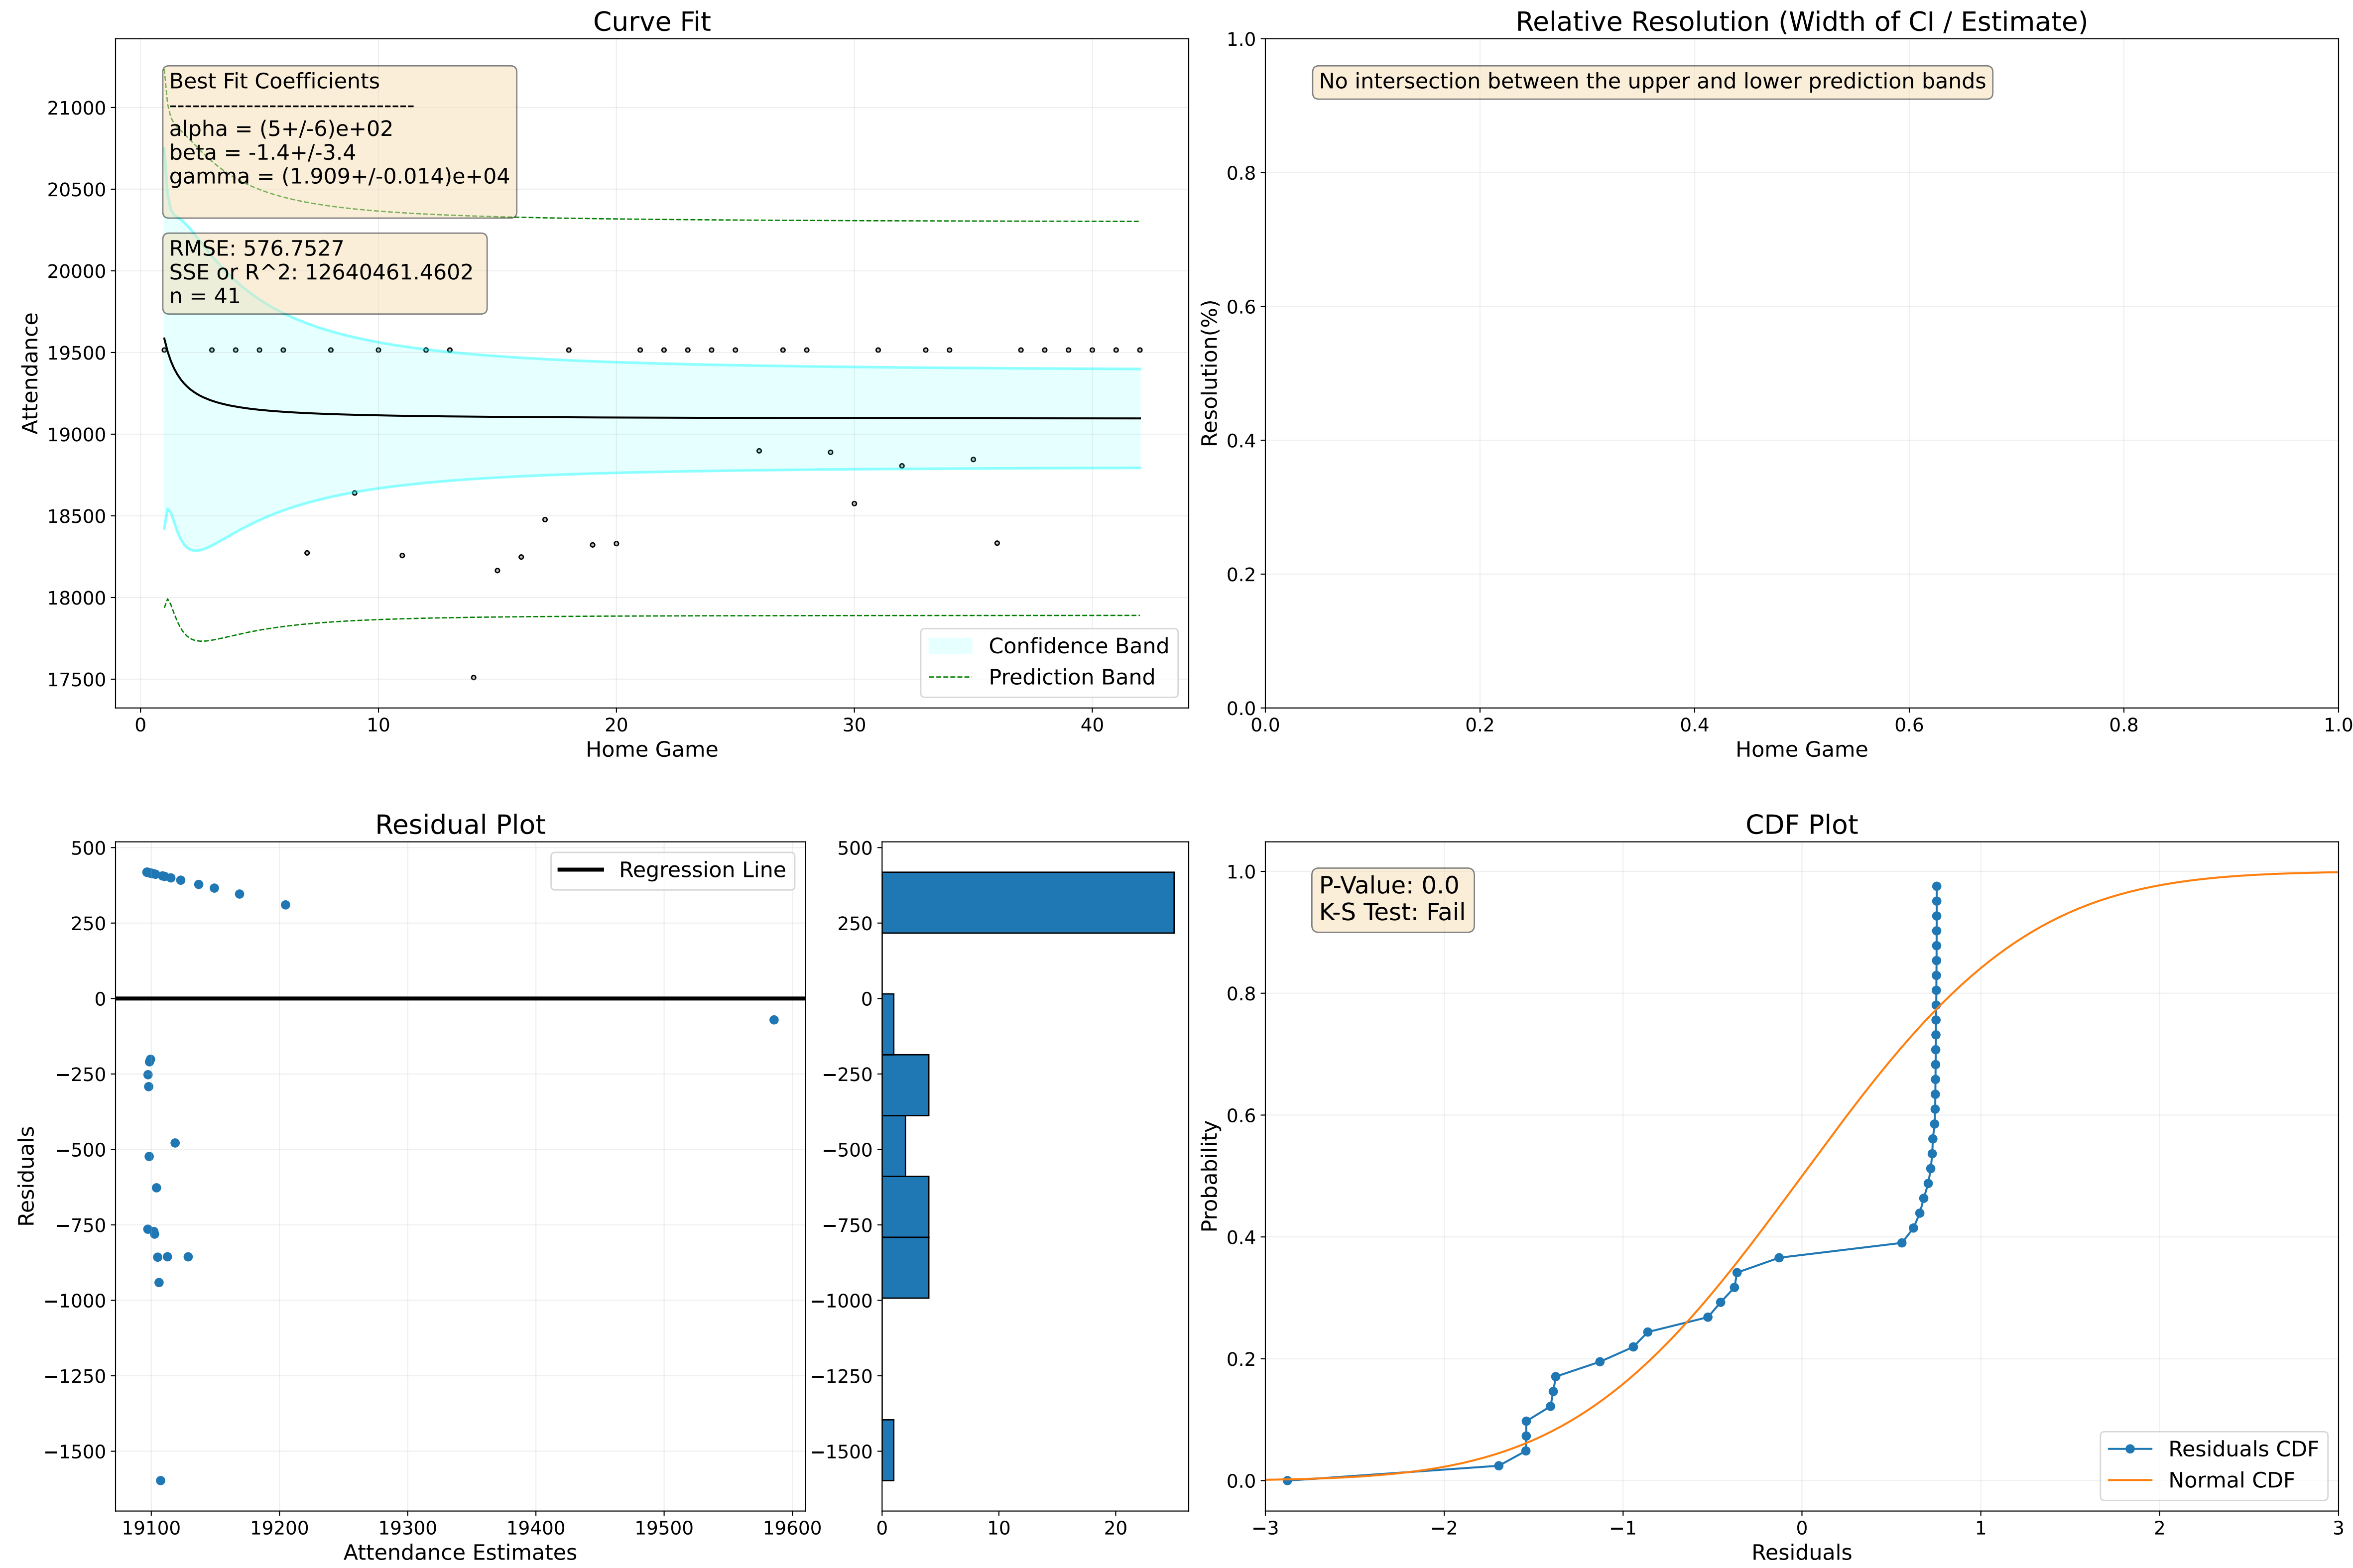 Curve Fit
Best Fit Coefficients
----------------------------
alpha = (5+/-6)e+02
beta = -1.4+/-3.4
gamma = (1.909+/-0.014)e+04
RMSE: 576.7527
SSE or R^2: 12640461.4602
n = 41
21000
20500
20000
19500
19000
18500
18000
17500
Attendance
0
10
20
30
40
Home Game
Confidence Band
Prediction Band
Relative Resolution (Width of CI / Estimate)
No intersection between the upper and lower prediction bands
1.0
0.8
0.6
0.4
0.2
0.0
Resolution(%)
0.0
0.2
0.4
0.6
0.8
1.0
Home Game
Residual Plot
Regression Line
500
250
0
−250
−500
−750
−1000
−1250
−1500
Residuals
19100
19200
19300
19400
19500
19600
Attendance Estimates
500
250
0
−250
−500
−750
−1000
−1250
−1500
0
10
20
CDF Plot
P-Value: 0.0
K-S Test: Fail
1.0
0.8
0.6
0.4
0.2
0.0
Probability
−3
−2
−1
0
1
2
3
Residuals
Residuals CDF
Normal CDF